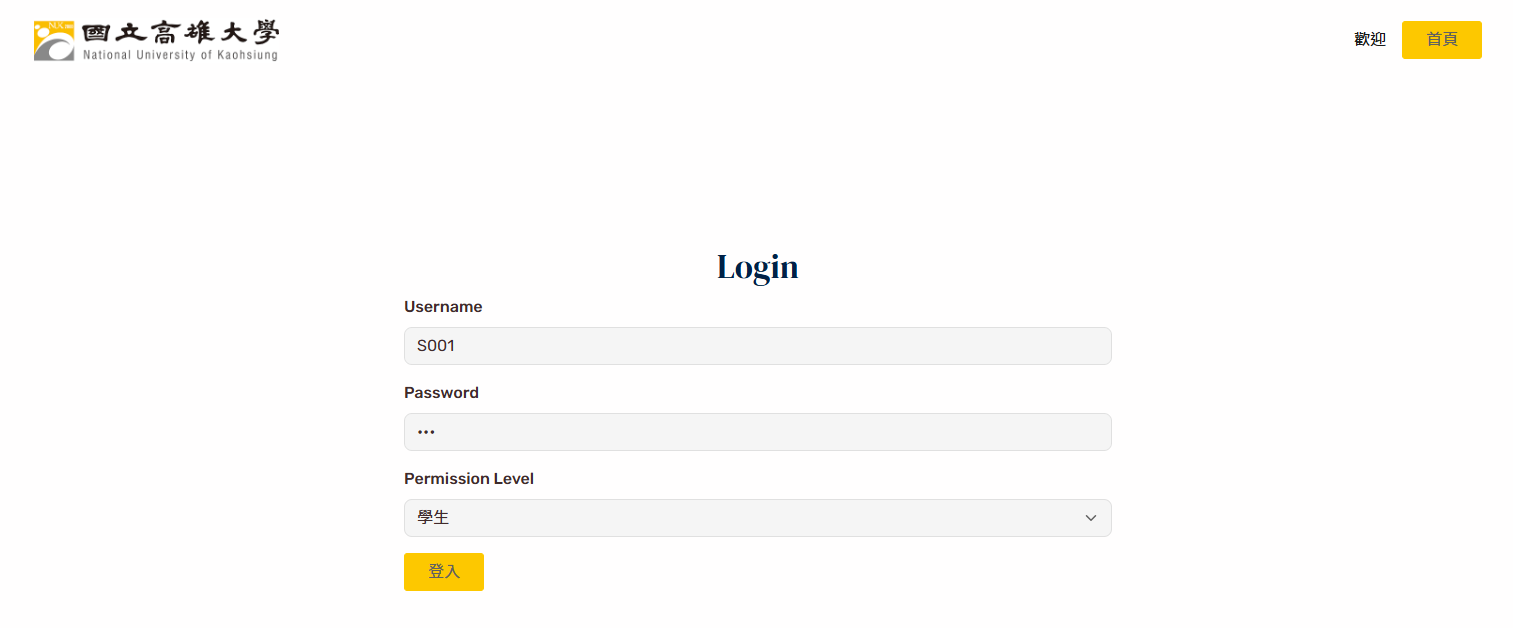 NUK
國立高雄大學
National University of Kaohsiung
歡迎
首頁
Login
Username
S001
Password
•••
Permission Level
學生
登入